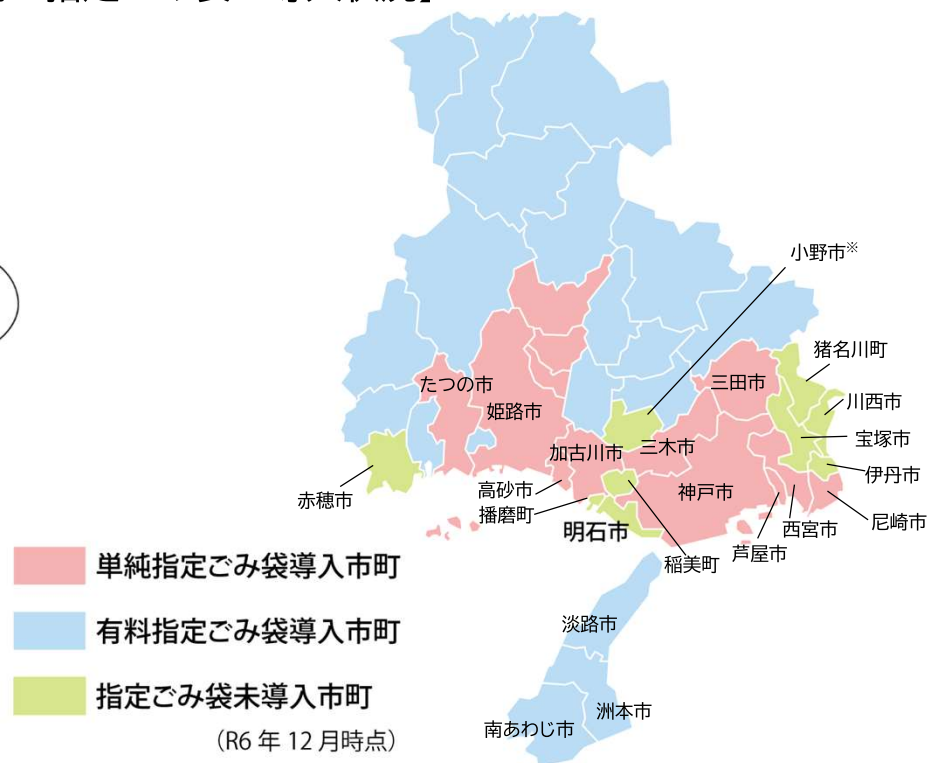 小野市※
猪名川町
川西市
宝塚市
伊丹市
尼崎市
西宮市
芦屋市
三田市
たつの市
姫路市
加古川市
三木市
神戸市
赤穂市
高砂市
播磨町
明石市
稲美町
淡路市
洲本市
南あわじ市
単純指定ごみ袋導入市町
有料指定ごみ袋導入市町
指定ごみ袋未導入市町
(R6 年 12 月時点)